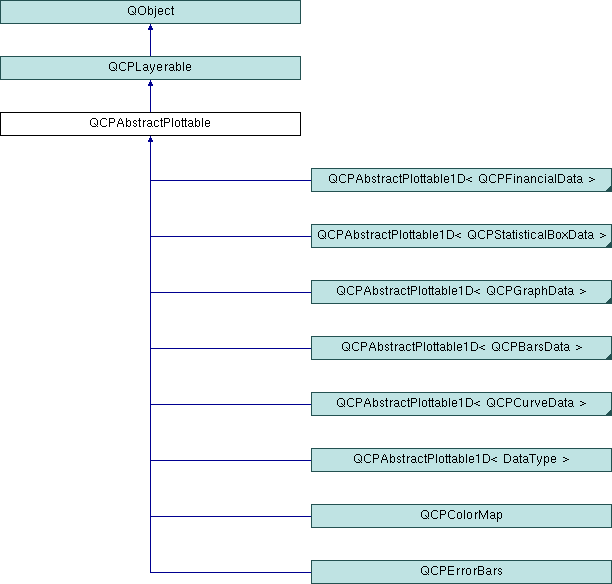 QObject
QCPLayerable
QCPAbstractPlottable
QCPAbstractPlottable1D< QCPFinancialData >
QCPAbstractPlottable1D< QCPStatisticalBoxData >
QCPAbstractPlottable1D< QCPGraphData >
QCPAbstractPlottable1D< QCPBarsData >
QCPAbstractPlottable1D< QCPCurveData >
QCPAbstractPlottable1D< DataType >
QCPColorMap
QCPErrorBars